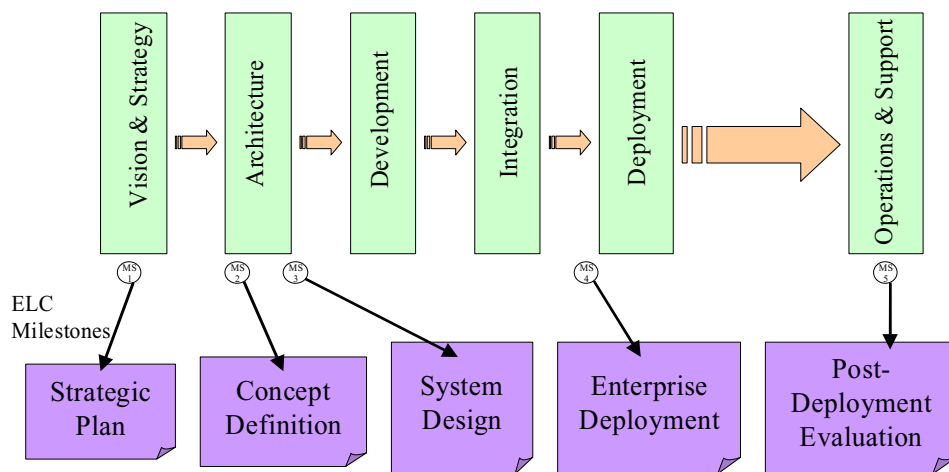 Vision & Strategy
Architecture
Development
Integration
Deployment
Operations & Support
MS
1
MS
2
MS
3
MS
4
MS
5
ELC
Milestones
Strategic
Plan
Concept
Definition
System
Design
Enterprise
Deployment
Post-
Deployment
Evaluation